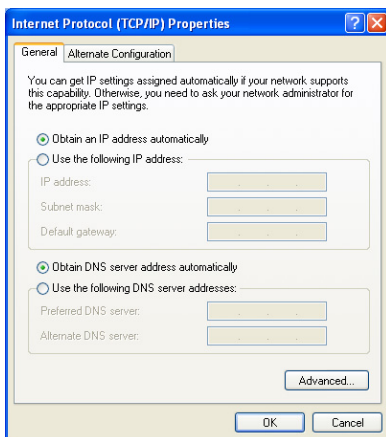 Internet Protocol (TCP/IP) Properties
General Alternate Configuration
You can get IP settings assigned automatically if your network supports
this capability. Otherwise, you need to ask your network administrator for
the appropriate IP settings.
Obtain an IP address automatically
Use the following IP address:
IP address:
Subnet mask:
Default gateway:
Obtain DNS server address automatically
Use the following DNS server addresses:
Preferred DNS server:
Alternate DNS server:
Advanced...
OK Cancel